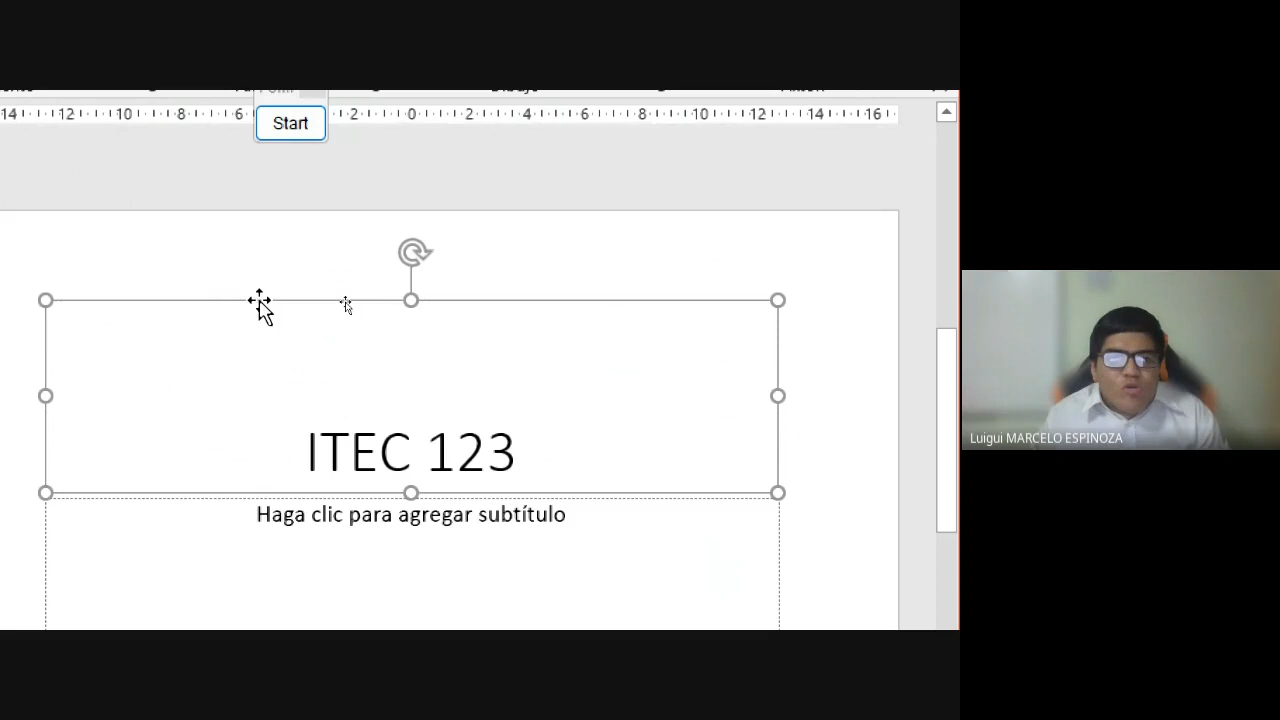 14 12 10 8 6 2 0 2 4 6 8 10 12 14 16
Start
ITEC 123
Haga clic para agregar subtítulo
Luigui MARCELO ESPINOZA